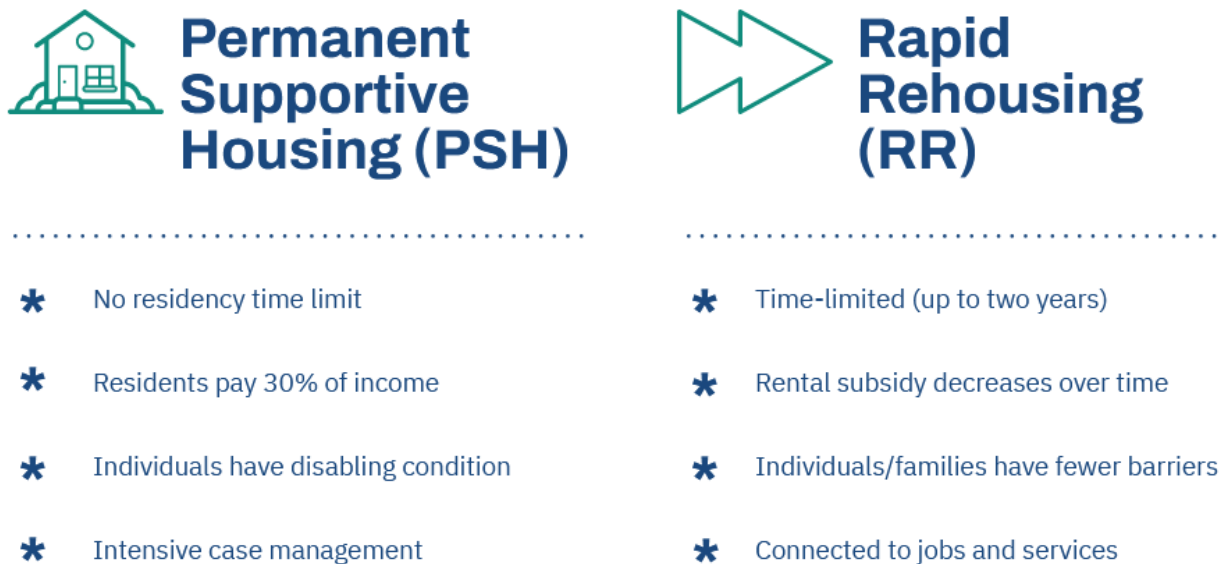 Permanent
Supportive
Housing (PSH)
* No residency time limit
* Residents pay 30% of income
* Individuals have disabling condition
* Intensive case management
Rapid
Rehousing
(RR)
* Time-limited (up to two years)
* Rental subsidy decreases over time
* Individuals/families have fewer barriers
* Connected to jobs and services